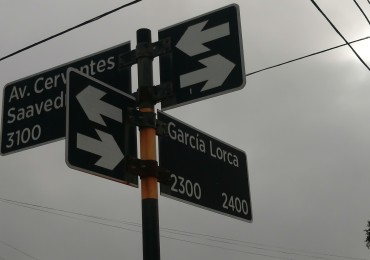 Av. Cervantes
Saaved
3100
García Lorca
2300 2400